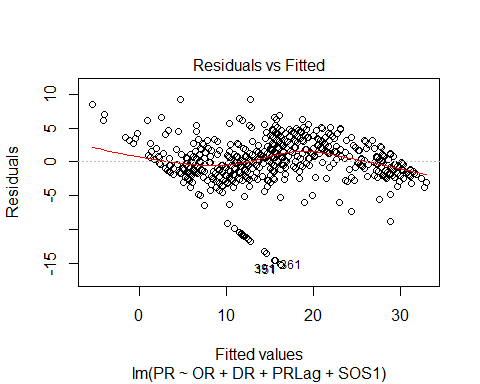 Residuals vs Fitted
Residuals
10
5
0
-5
-15
361
0
10
20
30
Fitted values
lm(PR ~ OR + DR + PRLag + SOS1)